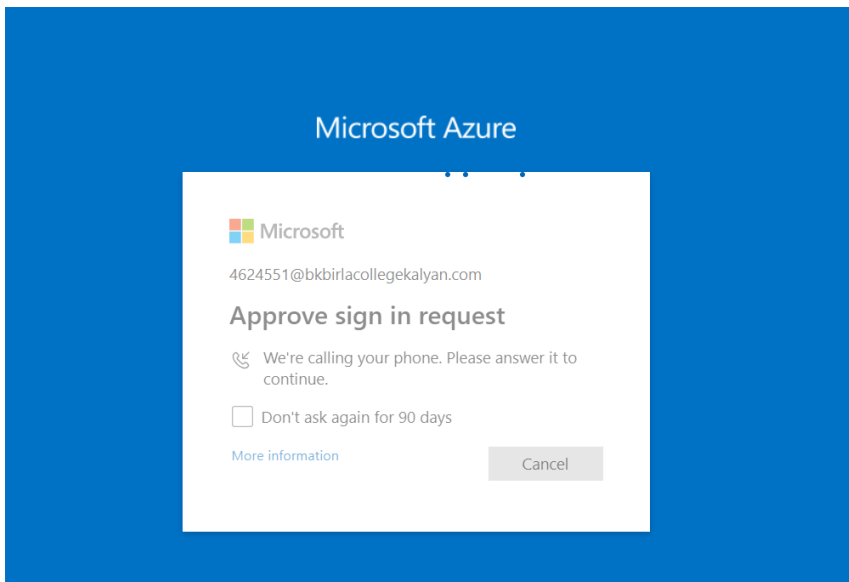 Microsoft Azure
Microsoft
4624551@bkbirlacollegekalyan.com
Approve sign in request
We're calling your phone. Please answer it to
continue.
Don't ask again for 90 days
More information
Cancel